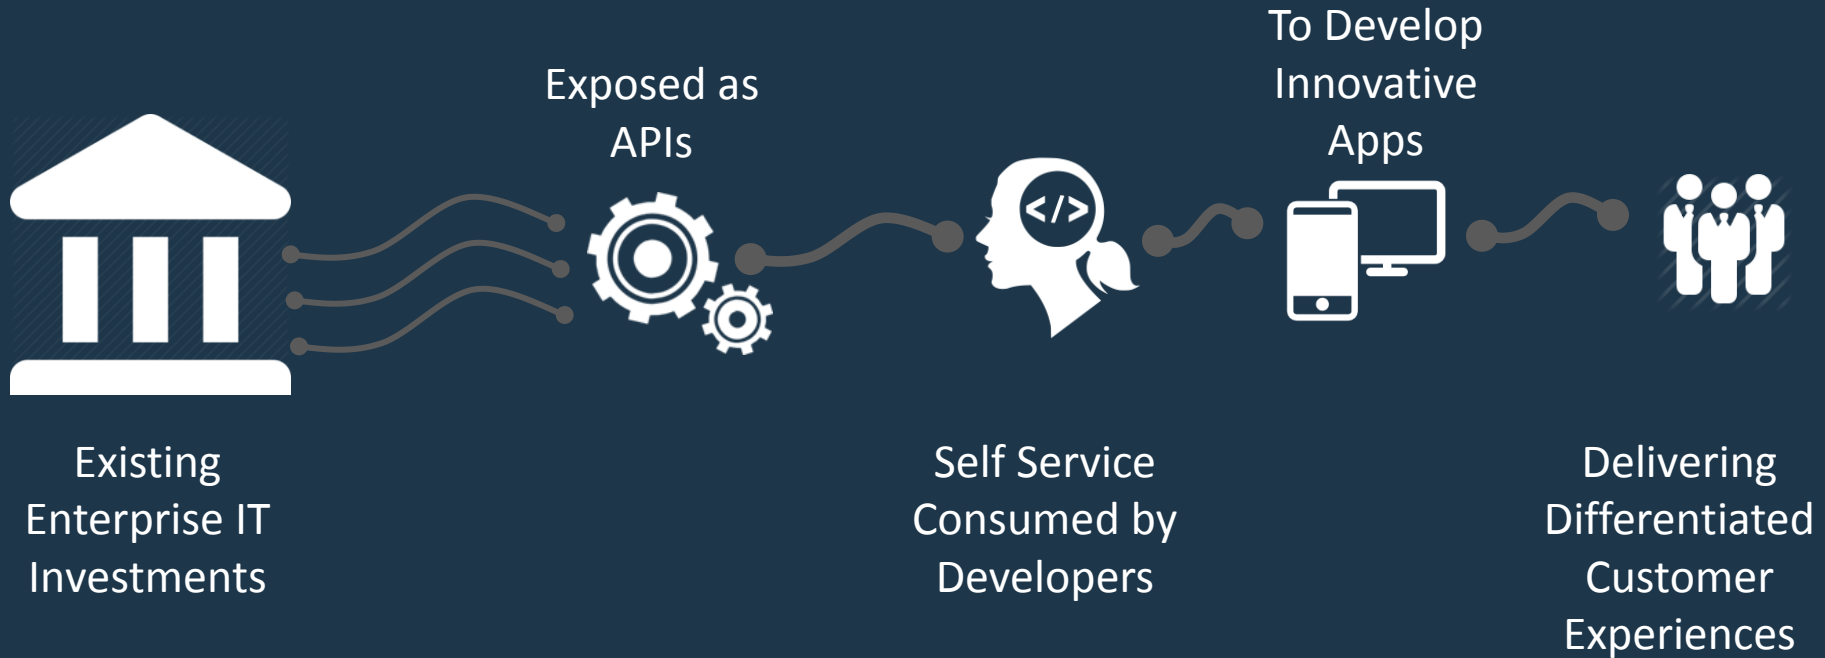 Existing
Enterprise IT
Investments
Exposed as
APIs
</>
Self Service
Consumed by
Developers
To Develop
Innovative
Apps
Delivering
Differentiated
Customer
Experiences